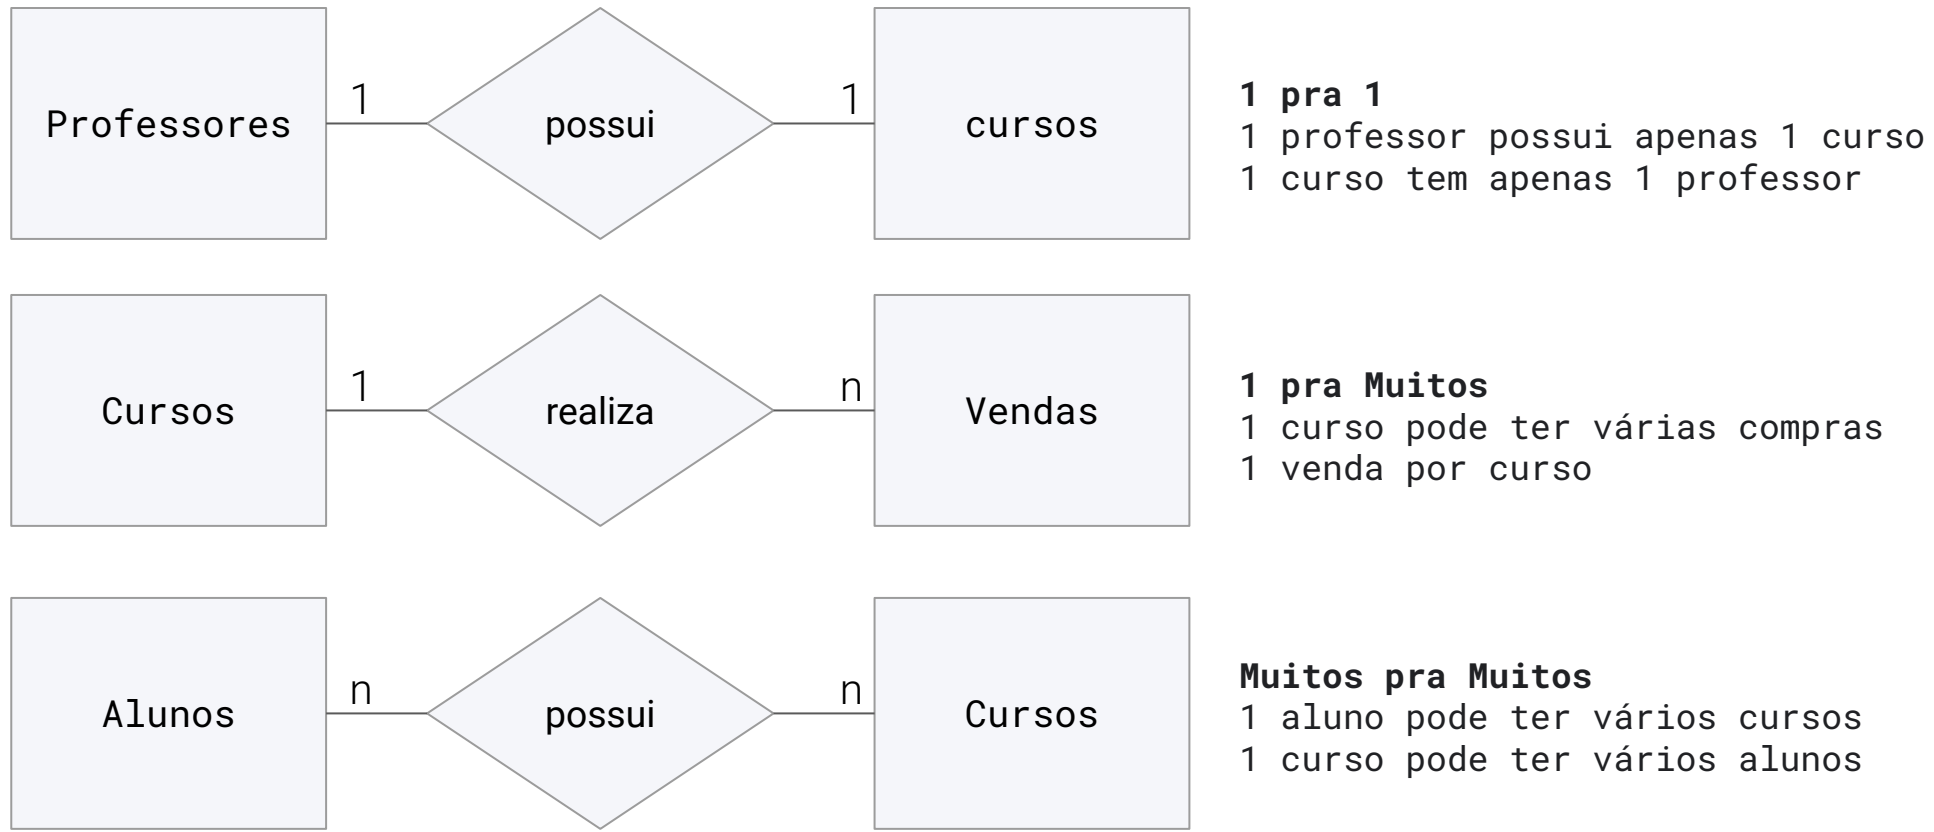 Professores
1
possui
1
cursos
1 pra 1
1 professor possui apenas 1 curso
1 curso tem apenas 1 professor
Cursos
1
realiza
n
Vendas
1 pra Muitos
1 curso pode ter várias compras
1 venda por curso
Alunos
n
possui
n
Cursos
Muitos pra Muitos
1 aluno pode ter vários cursos
1 curso pode ter vários alunos